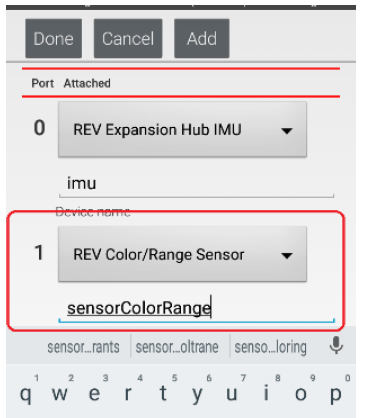 Done Cancel Add
Port Attached
0 REV Expansion Hub IMU
imu
Device name
1 REV Color/Range Sensor
sensorColorRange
sensor...rants sensor...oltrane senso...loring
1 2 3 4 5 6 7 8 9 0
q w e r t y u i o p